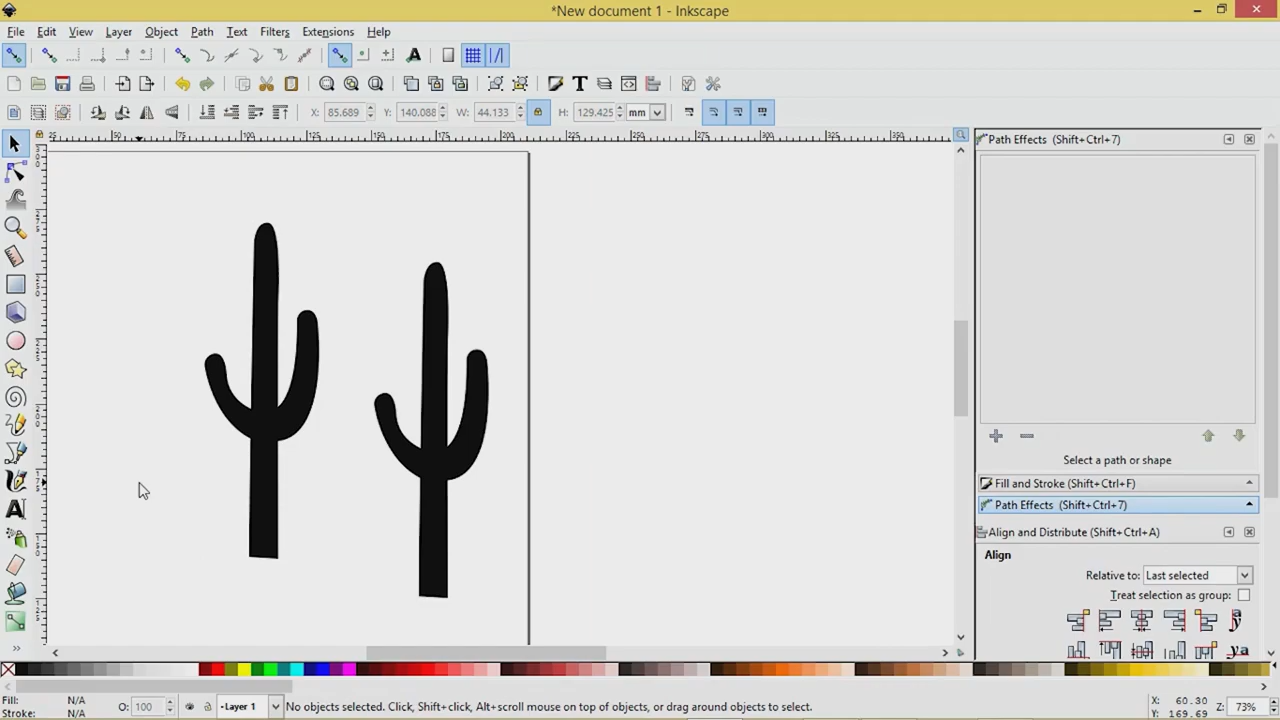 *New document 1 - Inkscape
File Edit View Layer Object Path Text Filters Extensions Help
X: 85.689 Y: 140.088 W: 44.133 H: 129.425 mm
Path Effects (Shift+Ctrl+7)
Select a path or shape
Fill and Stroke (Shift+Ctrl+F)
Path Effects (Shift+Ctrl+7)
Align and Distribute (Shift+Ctrl+A)
Align
Relative to: Last selected
Treat selection as group:
Fill: N/A
Stroke: N/A
O: 100
Layer 1
No objects selected. Click, Shift+click, Alt+scroll mouse on top of objects, or drag around objects to select.
X: 60.30
Y: 169.69
Z: 73%